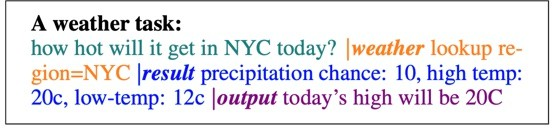 A weather task:
how hot will it get in NYC today? |weather lookup re-
gion=NYC |result precipitation chance: 10, high temp:
20c, low-temp: 12c |output today's high will be 20C